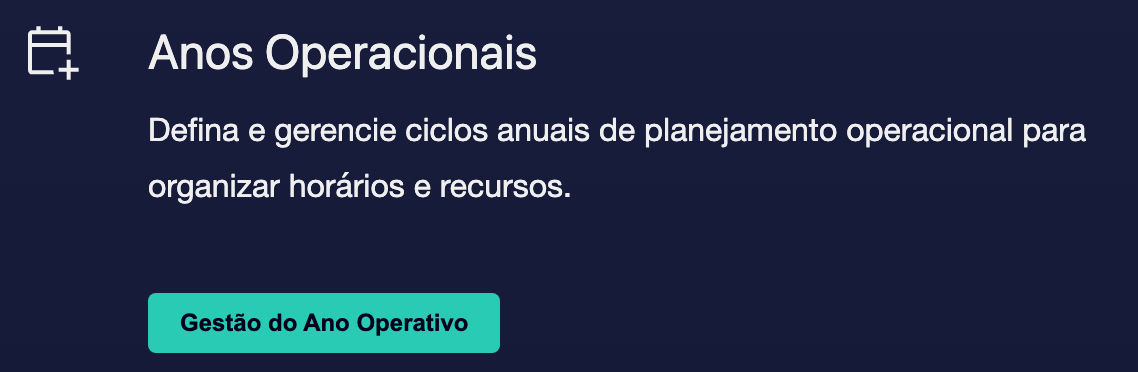 Anos Operacionais
Defina e gerencie ciclos anuais de planejamento operacional para
organizar horários e recursos.
Gestão do Ano Operativo